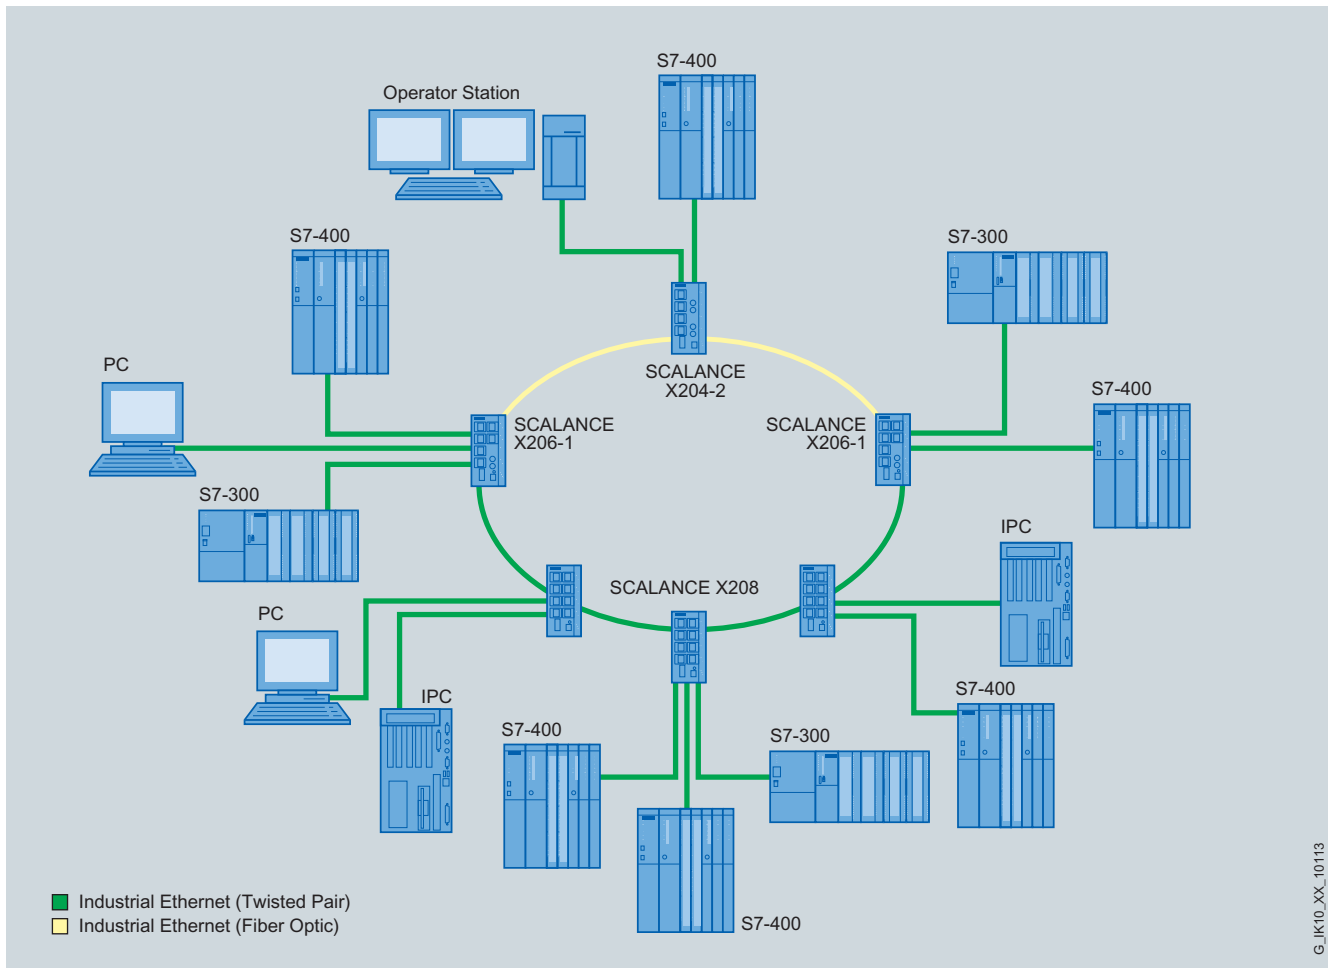 S7-400
Operator Station
S7-400
S7-300
PC
SCALANCE
X204-2
S7-400
SCALANCE
X206-1
SCALANCE
X206-1
S7-300
IPC
SCALANCE X208
PC
S7-400
IPC
S7-400
S7-300
S7-400
Industrial Ethernet (Twisted Pair)
Industrial Ethernet (Fiber Optic)
G_IK10_XX_10113